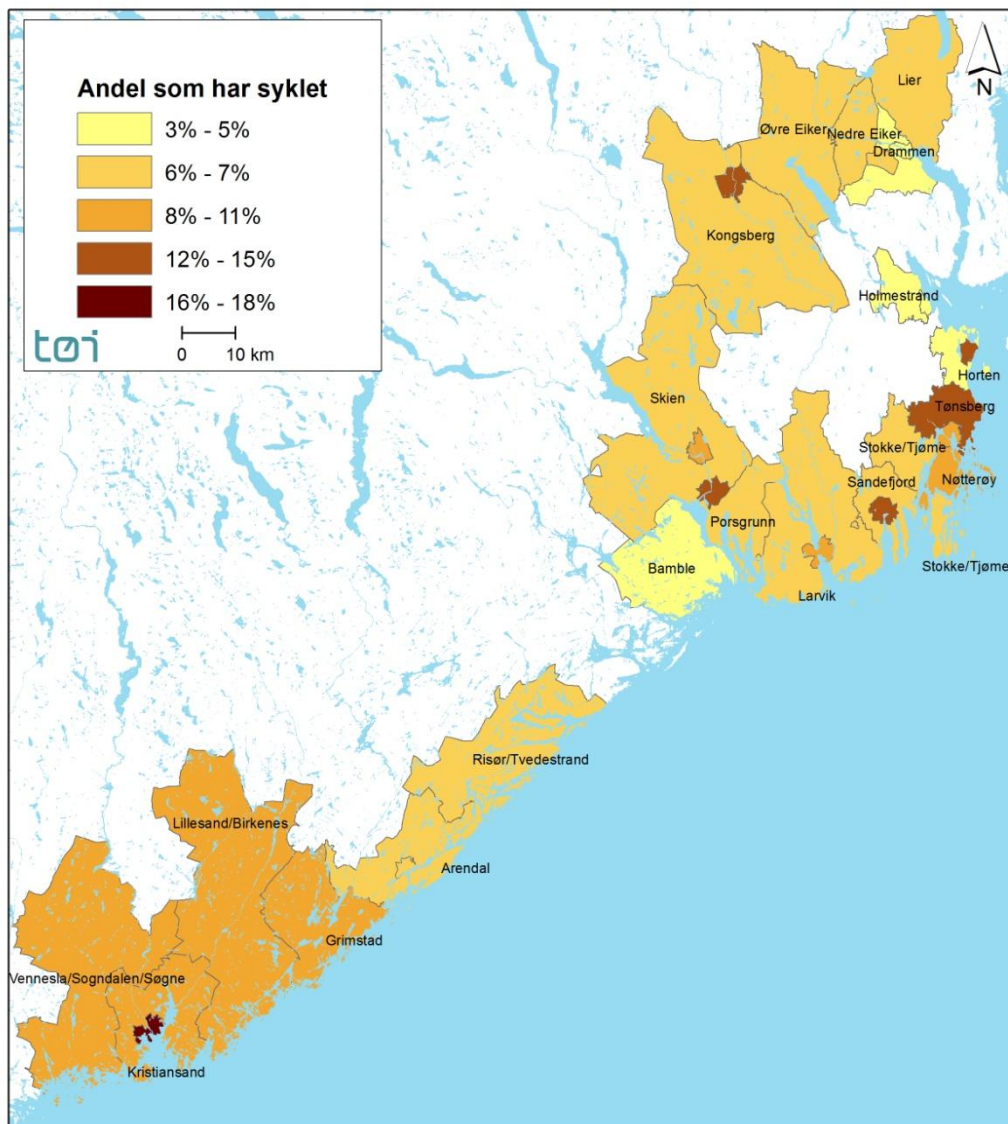 Andel som har syklet
3% - 5%
6% - 7%
8% - 11%
12% - 15%
16% - 18%
tøi
0 10 km
N
Lier
Øvre Eiker
Nedre Eiker
Drammen
Kongsberg
Holmestrand
Horten
Skien
Tønsberg
Stokke/Tjøme
Sandefjord
Nøtterøy
Porsgrunn
Bamble
Stokke/Tjøme
Larvik
Risør/Tvedestrand
Lillesand/Birkenes
Arendal
Grimstad
Vennesla/Sogndalen/Søgne
Kristiansand